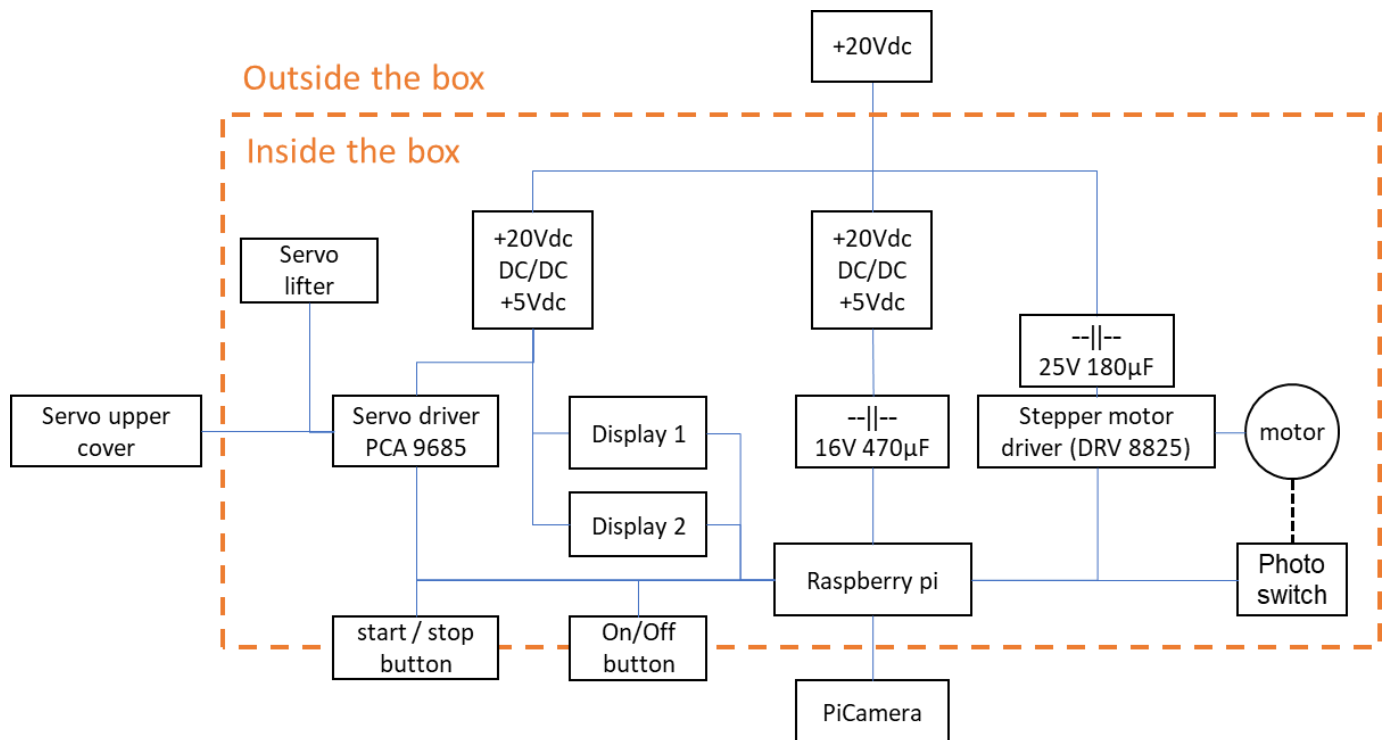 +20Vdc
Outside the box
Inside the box
+20Vdc
DC/DC
+5Vdc
+20Vdc
DC/DC
+5Vdc
Servo
lifter
--||--
25V 180µF
Servo upper
cover
Servo driver
PCA 9685
Display 1
--||--
16V 470µF
Stepper motor
driver (DRV 8825)
motor
Display 2
Raspberry pi
Photo
switch
start / stop
button
On/Off
button
PiCamera